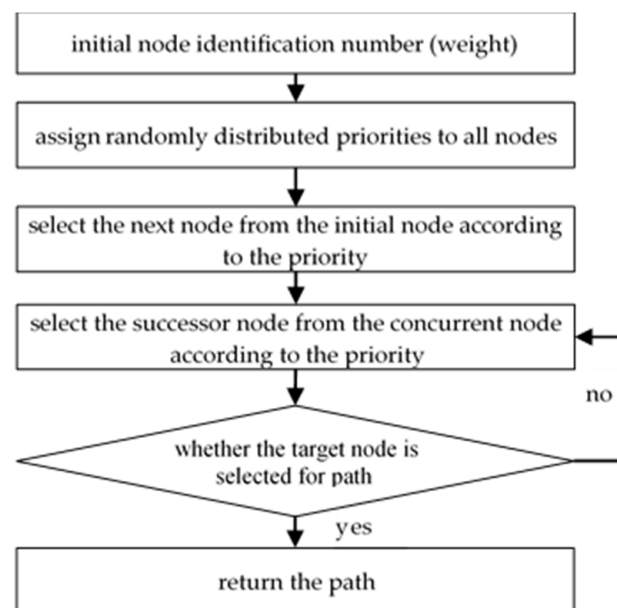 initial node identification number (weight)
assign randomly distributed priorities to all nodes
select the next node from the initial node according
to the priority
select the successor node from the concurrent node
according to the priority
no
whether the target node is
selected for path
yes
return the path